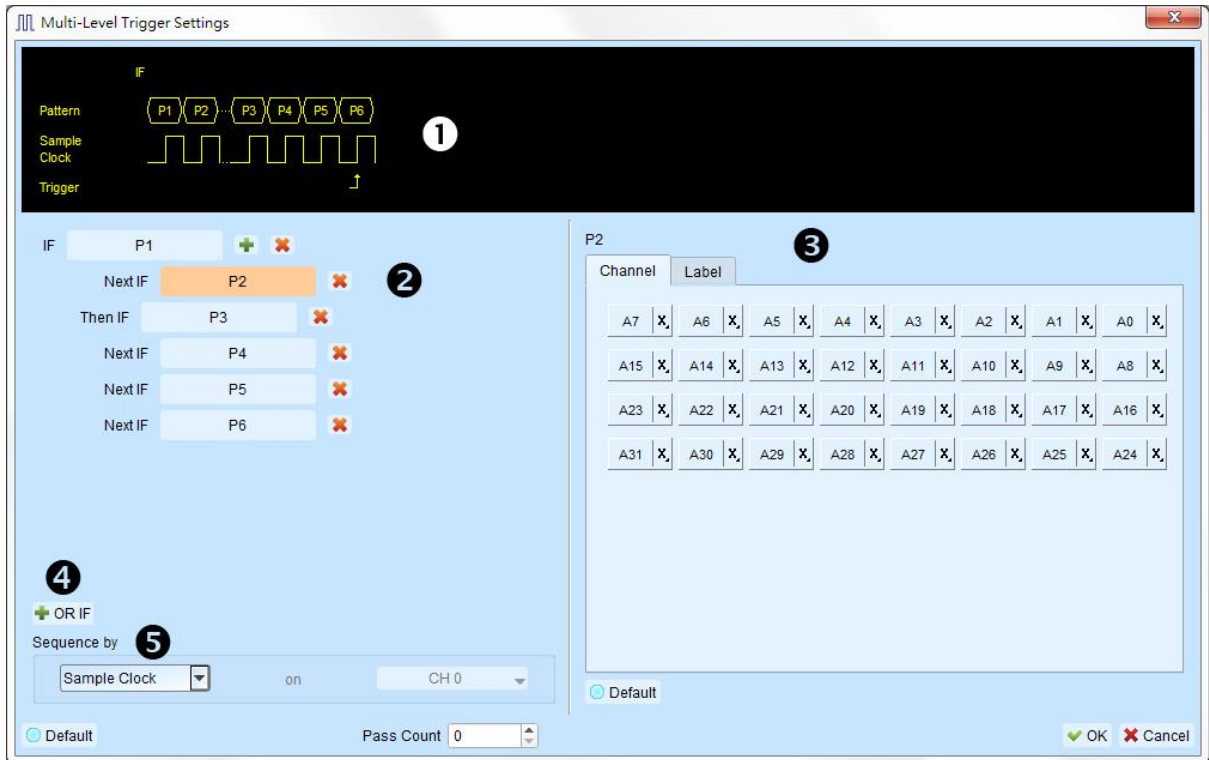 Multi-Level Trigger Settings
IF
Pattern P1 P2 ... P3 P4 P5 P6
Sample
Clock ...
Trigger
1
IF P1
Next IF P2
2
Then IF P3
Next IF P4
Next IF P5
Next IF P6
4
OR IF
Sequence by
5
Sample Clock on CH 0
P2
3
Channel Label
A7 X A6 X A5 X A4 X A3 X A2 X A1 X A0 X
A15 X A14 X A13 X A12 X A11 X A10 X A9 X A8 X
A23 X A22 X A21 X A20 X A19 X A18 X A17 X A16 X
A31 X A30 X A29 X A28 X A27 X A26 X A25 X A24 X
Default
Default Pass Count 0 OK Cancel